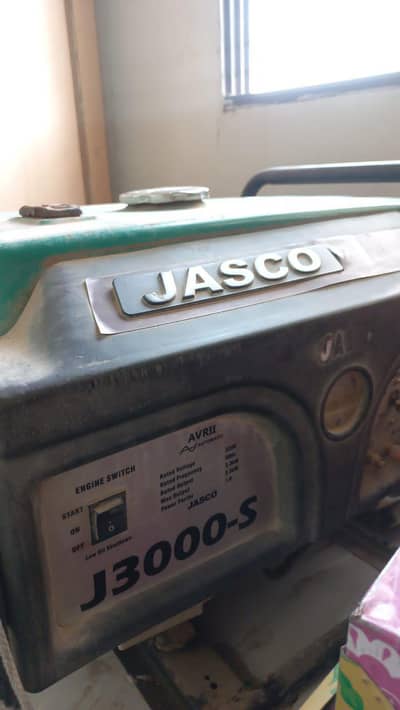 JASCO
JA
AVRII
AUTOMATIC
ENGINE SWITCH
START
ON
OFF
Low Oil Shutdown
Rated Voltage
Rated Frequency
Rated Output
Max Output
Power Factor
JASCO
J3000-S